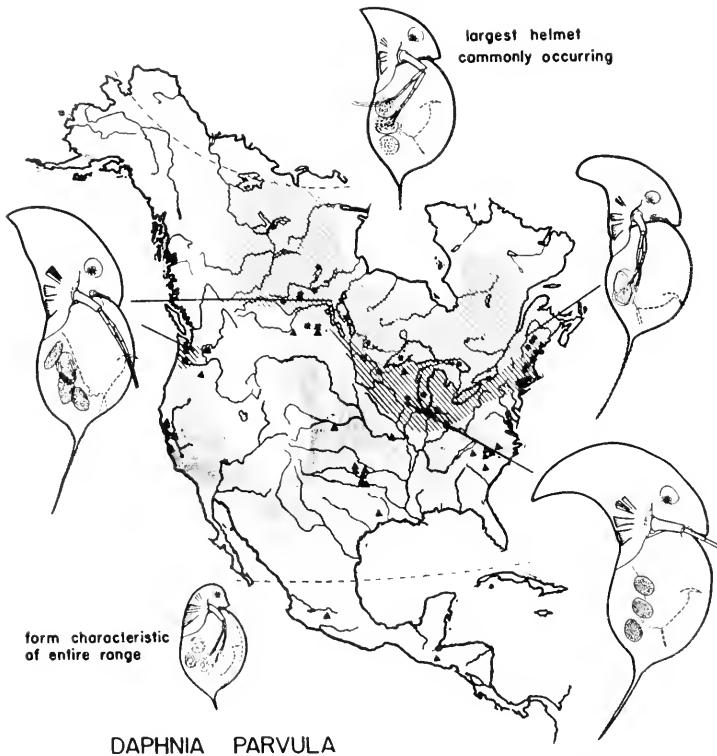 largest helmet
commonly occurring
form characteristic
of entire range
DAPHNIA PARVULA